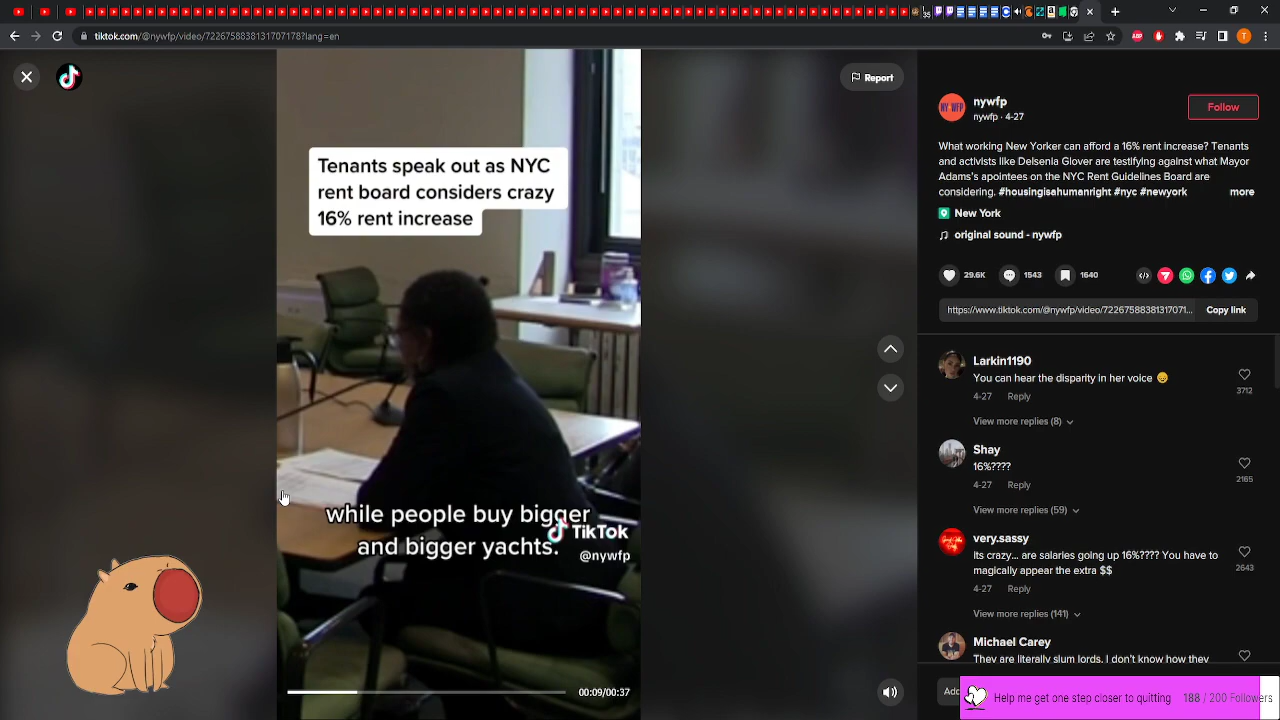 tiktok.com/@nywfp/video/7226758838131707178?lang=en
Report
Tenants speak out as NYC
rent board considers crazy
16% rent increase
while people buy bigger
and bigger yachts.
TikTok
@nywfp
00:09/00:37
nywfp
nywfp · 4-27
Follow
What working New Yorker can afford a 16% rent increase? Tenants
and activists like Denisha Glover are testifying against what Mayor
Adams's apointees on the NYC Rent Guidelines Board are
considering. #housingisahumanright #nyc #newyork more
New York
original sound - nywfp
29.6K 1543 1640
https://www.tiktok.com/@nywfp/video/72267588381317071... Copy link
Larkin1190
You can hear the disparity in her voice
4-27 Reply
3712
View more replies (8)
Shay
16%????
4-27 Reply
2165
View more replies (59)
very.sassy
Its crazy... are salaries going up 16%???? You have to
magically appear the extra $$
4-27 Reply
2643
View more replies (141)
Michael Carey
They are literally slum lords. I don't know how they
Help me get one step closer to quitting 188 / 200 Followers